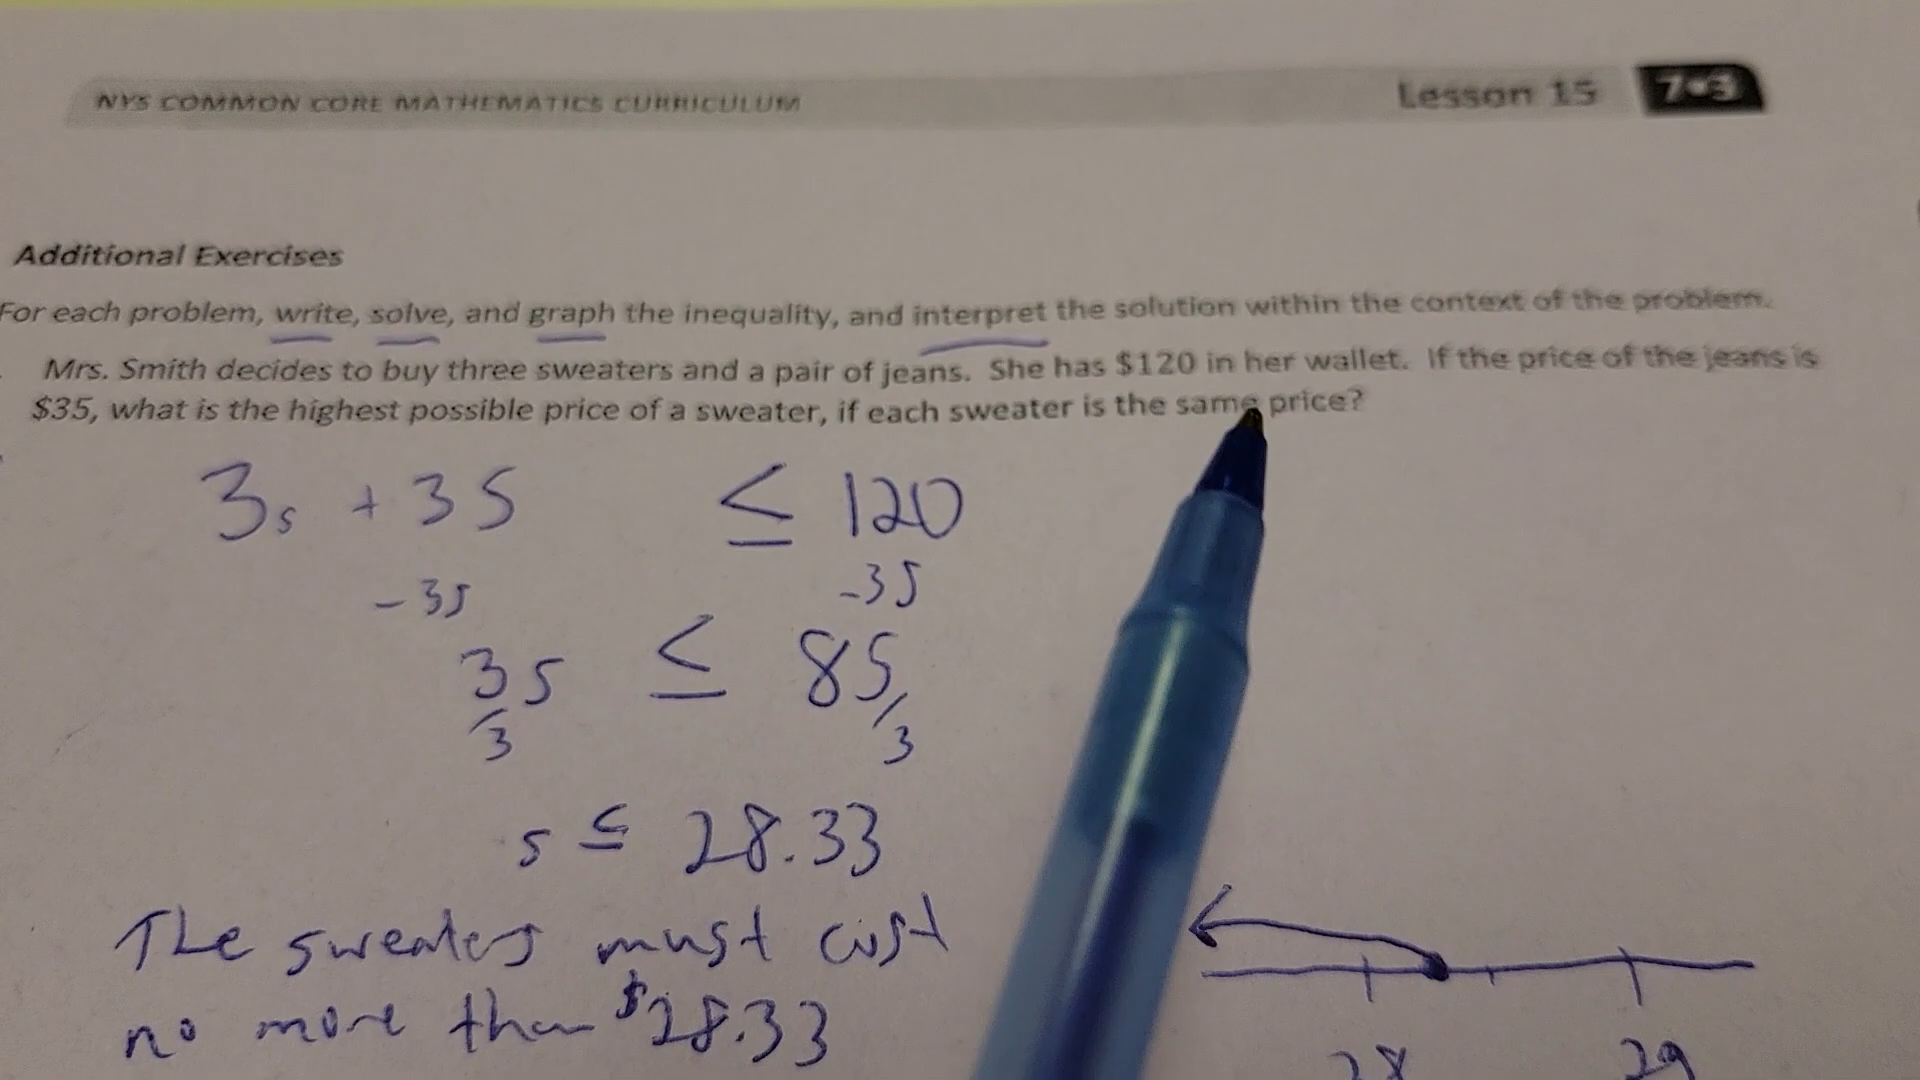 NYS COMMON CORE MATHEMATICS CURRICULUM
Lesson 15
7•3
Additional Exercises
For each problem, write, solve, and graph the inequality, and interpret the solution within the context of the problem.
Mrs. Smith decides to buy three sweaters and a pair of jeans. She has $120 in her wallet. If the price of the jeans is
$35, what is the highest possible price of a sweater, if each sweater is the same price?
3s + 35 ≤ 120
-35 -35
3s ≤ 85
/3 /3
s ≤ 28.33
The sweaters must cost
no more than $28.33
28 29